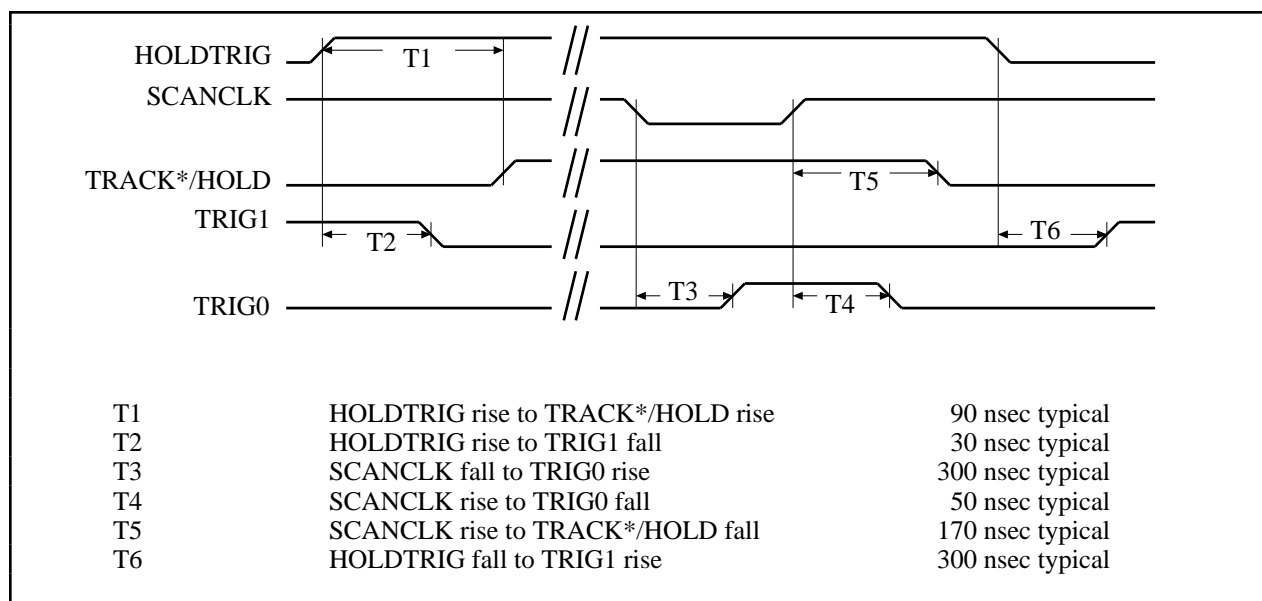 HOLDTRIG
T1
SCANCLK
TRACK*/HOLD
T5
TRIG1
T2
T6
T3
T4
TRIG0
T1 HOLDTRIG rise to TRACK*/HOLD rise 90 nsec typical
T2 HOLDTRIG rise to TRIG1 fall 30 nsec typical
T3 SCANCLK fall to TRIG0 rise 300 nsec typical
T4 SCANCLK rise to TRIG0 fall 50 nsec typical
T5 SCANCLK rise to TRACK*/HOLD fall 170 nsec typical
T6 HOLDTRIG fall to TRIG1 rise 300 nsec typical